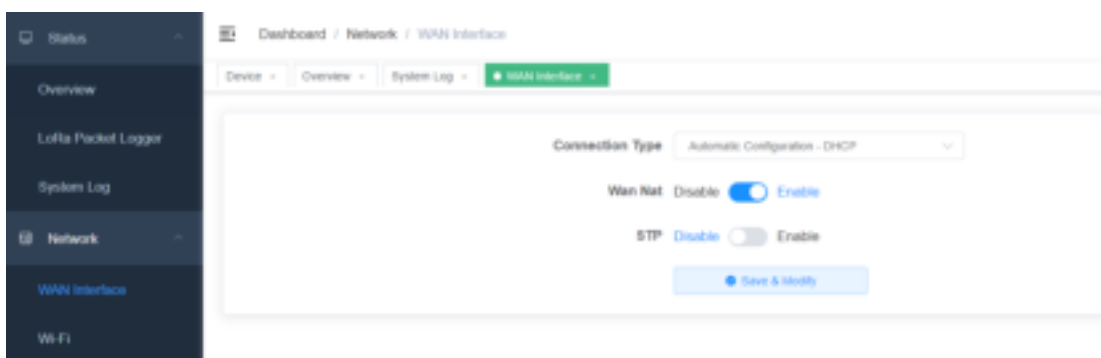 Status
Dashboard / Network / WAN Interface
Device × Overview × System Log × WAN Interface ×
Overview
LoRa Packet Logger
System Log
Network
WAN Interface
Wi-Fi
Connection Type Automatic Configuration - DHCP
Wan Nat Disable Enable
STP Disable Enable
Save & Modify